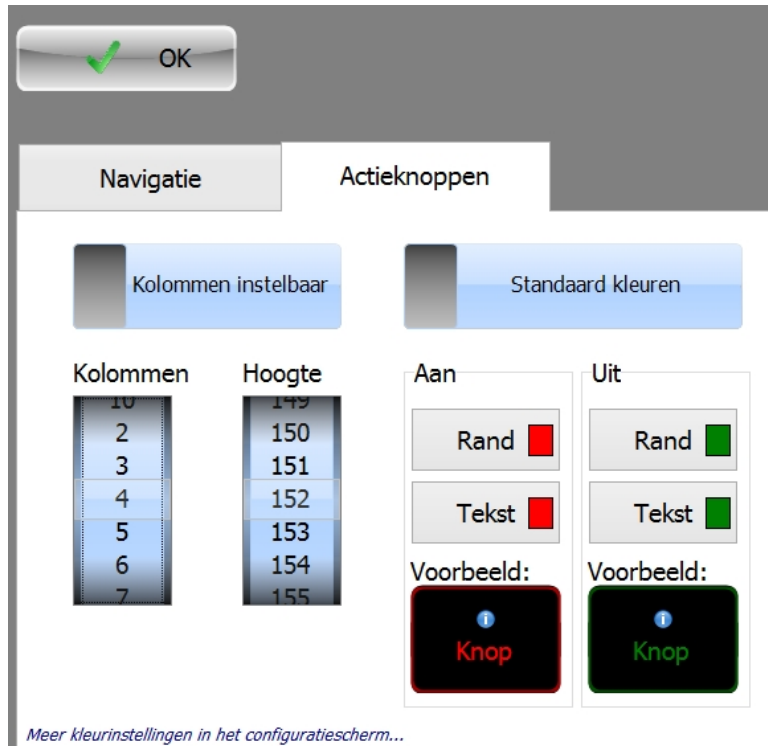 OK
Navigatie
Actieknoppen
Kolommen instelbaar
Standaard kleuren
Kolommen
Hoogte
10
2
3
4
5
6
7
149
150
151
152
153
154
155
Aan
Rand
Tekst
Voorbeeld:
Knop
Uit
Rand
Tekst
Voorbeeld:
Knop
Meer kleurinstellingen in het configuratiescherm...